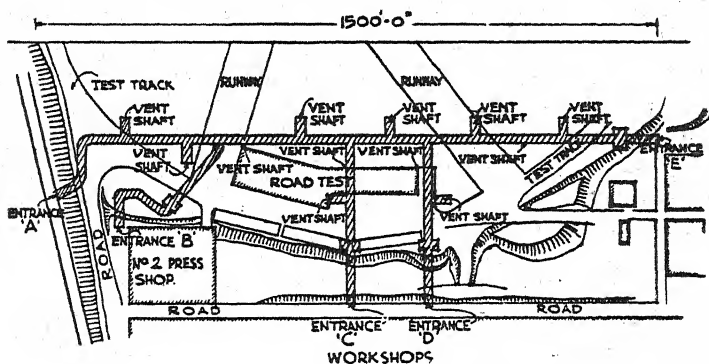 1500'-0"
TEST TRACK
VENT
SHAFT
RUNWAY
VENT
SHAFT
VENT
SHAFT
RUNWAY
VENT
SHAFT
VENT
SHAFT
VENT
SHAFT
VENT SHAFT
VENT SHAFT
VENT SHAFT
VENT SHAFT
TEST TRACK
ENTRANCE
'E'
ROAD TEST
ENTRANCE
'A'
VENT SHAFT
VENT SHAFT
ROAD
ENTRANCE 'B'
No 2 PRESS
SHOP.
ROAD
ROAD
ENTRANCE
'C'
ENTRANCE
'D'
WORKSHOPS